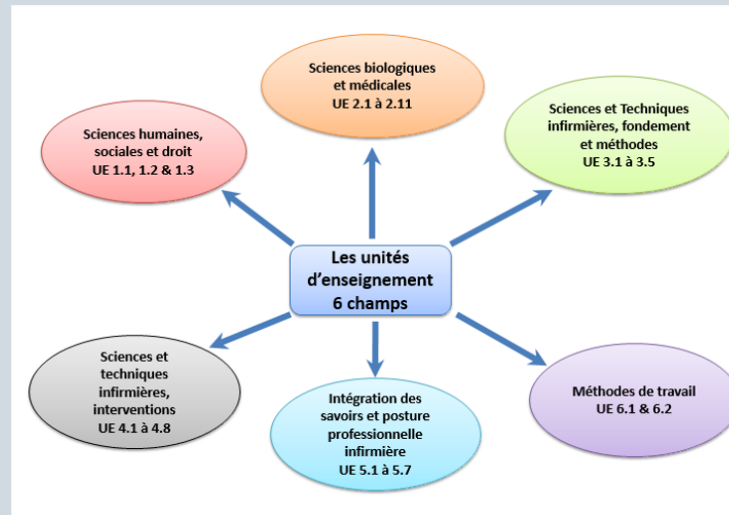 Sciences biologiques
et médicales
UE 2.1 à 2.11
Sciences humaines,
sociales et droit
UE 1.1, 1.2 & 1.3
Sciences et Techniques
infirmières, fondement
et méthodes
UE 3.1 à 3.5
Les unités
d'enseignement
6 champs
Sciences et
techniques
infirmières,
interventions
UE 4.1 à 4.8
Intégration des
savoirs et posture
professionnelle
infirmière
UE 5.1 à 5.7
Méthodes de travail
UE 6.1 & 6.2